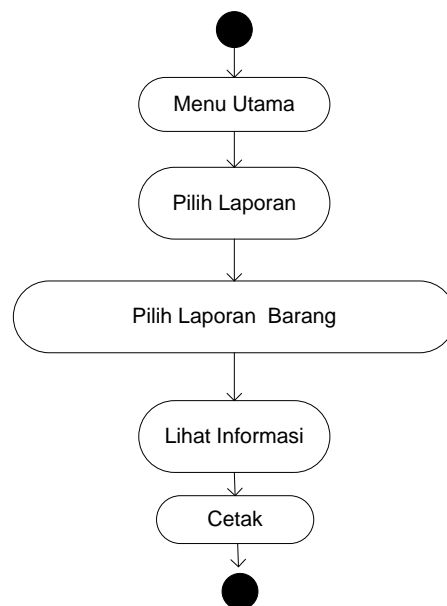 Menu Utama
Pilih Laporan
Pilih Laporan  Barang
Lihat Informasi
Cetak